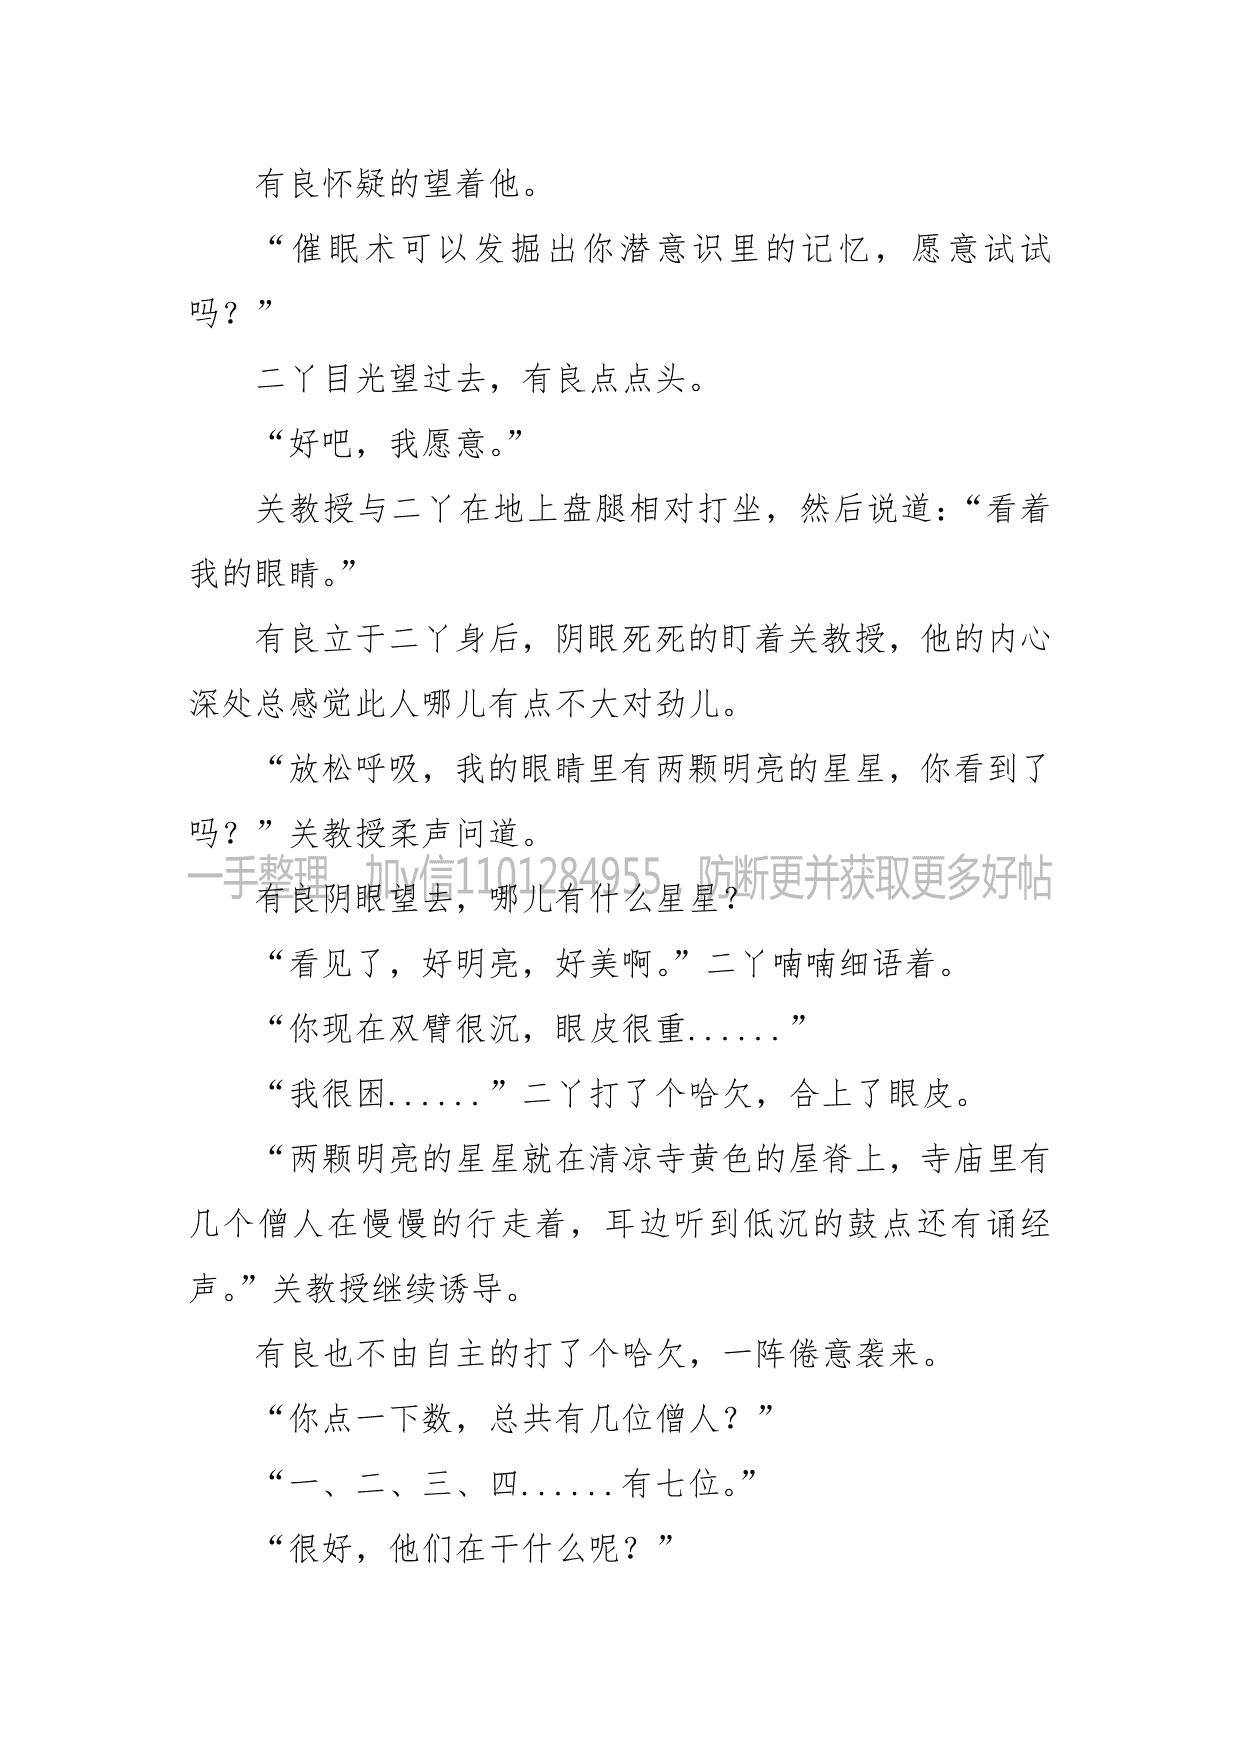 有良怀疑的望着他。
“催眠术可以发掘出你潜意识里的记忆，愿意试试
吗？”
二丫目光望过去，有良点点头。
“好吧，我愿意。”
关教授与二丫在地上盘腿相对打坐，然后说道：“看着
我的眼睛。”
有良立于二丫身后，阴眼死死的盯着关教授，他的内心
深处总感觉此人哪儿有点不大对劲儿。
“放松呼吸，我的眼睛里有两颗明亮的星星，你看到了
吗？”关教授柔声问道。
一手整理，加v信1101284955，防断更并获取更多好帖
有良阴眼望去，哪儿有什么星星？
“看见了，好明亮，好美啊。”二丫喃喃细语着。
“你现在双臂很沉，眼皮很重......”
“我很困......”二丫打了个哈欠，合上了眼皮。
“两颗明亮的星星就在清凉寺黄色的屋脊上，寺庙里有
几个僧人在慢慢的行走着，耳边听到低沉的鼓点还有诵经
声。”关教授继续诱导。
有良也不由自主的打了个哈欠，一阵倦意袭来。
“你点一下数，总共有几位僧人？”
“一、二、三、四......有七位。”
“很好，他们在干什么呢？”